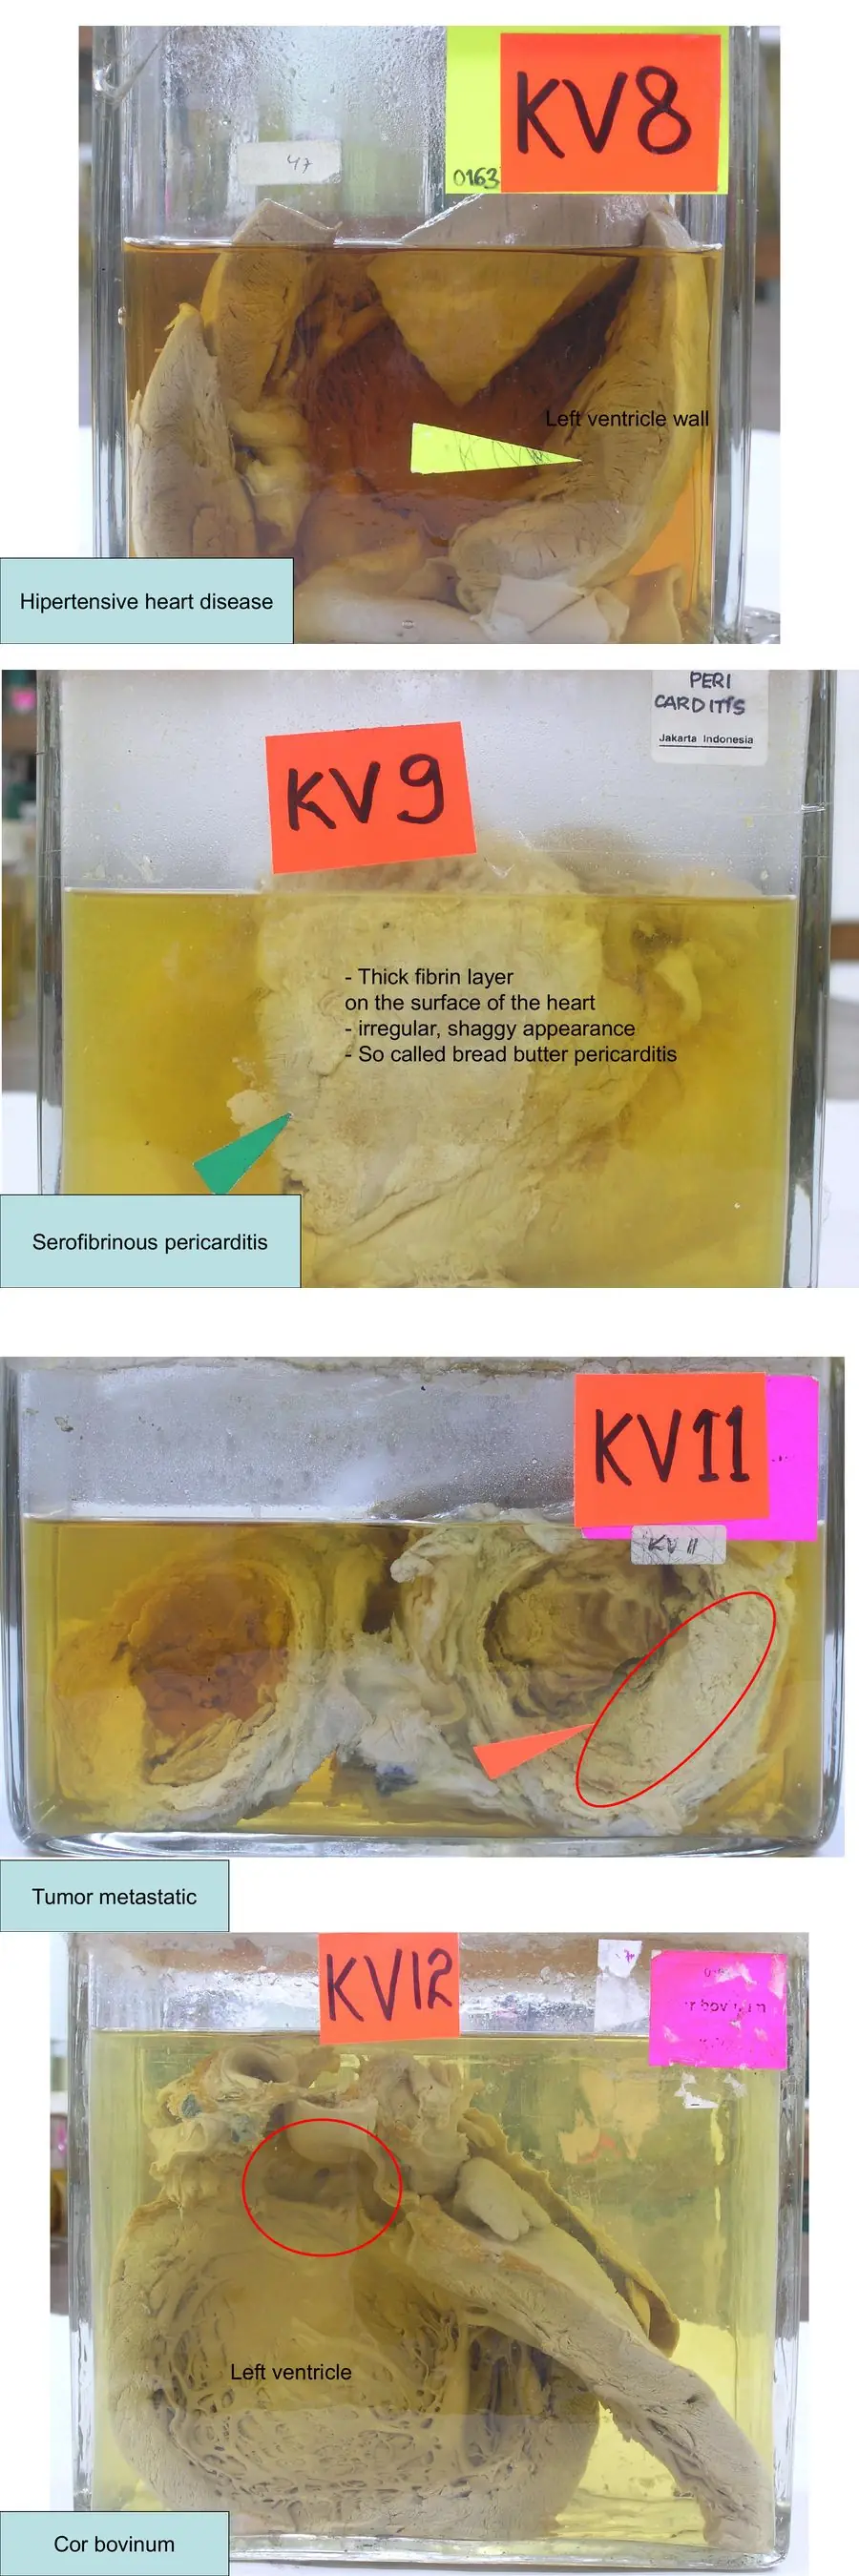 KV8
0163
47
Left ventricle wall
Hipertensive heart disease
PERI
CARDITIS
Jakarta Indonesia
KV9
- Thick fibrin layer
on the surface of the heart
- irregular, shaggy appearance
- So called bread butter pericarditis
Serofibrinous pericarditis
KV11
KV 11
Tumor metastatic
KV12
Left ventricle
Cor bovinum